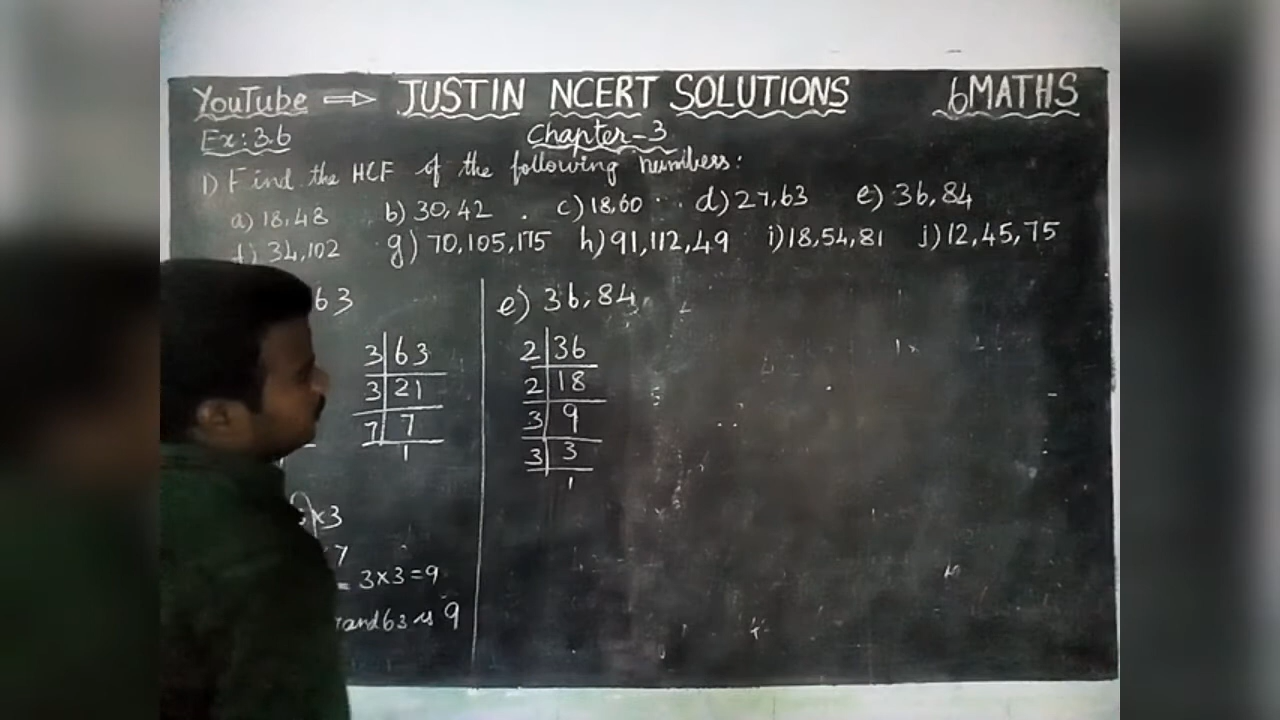 YouTube ⇒ JUSTIN NCERT SOLUTIONS 6 MATHS
Ex: 3.6 Chapter-3
1) Find the HCF of the following numbers:
a) 18,48 b) 30,42 c) 18,60 d) 27,63 e) 36,84
f) 34,102 g) 70,105,175 h) 91,112,49 i) 18,54,81 j) 12,45,75
63
3 63
3 21
7 7
1
×3
7
= 3×3=9
and 63 is 9
e) 36,84
2 36
2 18
3 9
3 3
1